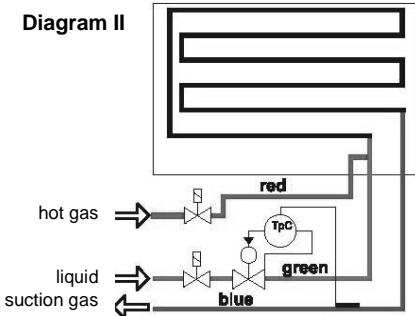 Diagram II
red
hot gas
TpC
liquid
green
suction gas
blue